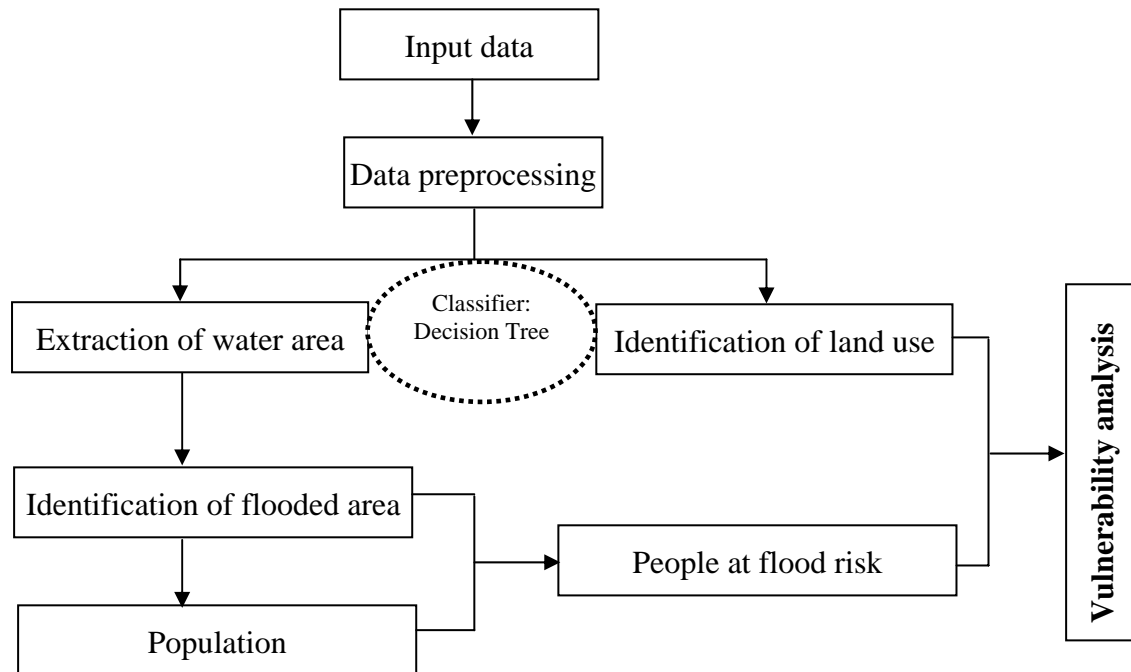 Input data
Data preprocessing
Classifier:
Decision Tree
Extraction of water area
Identification of land use
Identification of flooded area
People at flood risk
Population
Vulnerability analysis